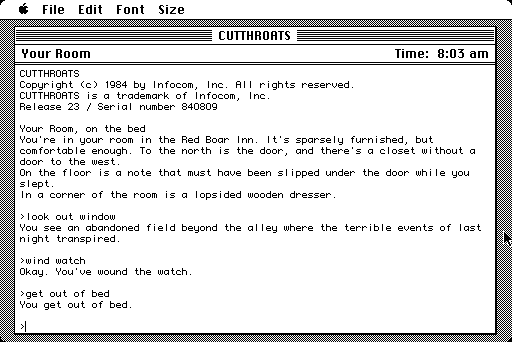 File Edit Font Size
CUTTHROATS
Your Room Time: 8:03 am
CUTTHROATS
Copyright (c) 1984 by Infocom, Inc. All rights reserved.
CUTTHROATS is a trademark of Infocom, Inc.
Release 23 / Serial number 840809
Your Room, on the bed
You're in your room in the Red Boar Inn. It's sparsely furnished, but
comfortable enough. To the north is the door, and there's a closet without a
door to the west.
On the floor is a note that must have been slipped under the door while you
slept.
In a corner of the room is a lopsided wooden dresser.
>look out window
You see an abandoned field beyond the alley where the terrible events of last
night transpired.
>wind watch
Okay. You've wound the watch.
>get out of bed
You get out of bed.
>